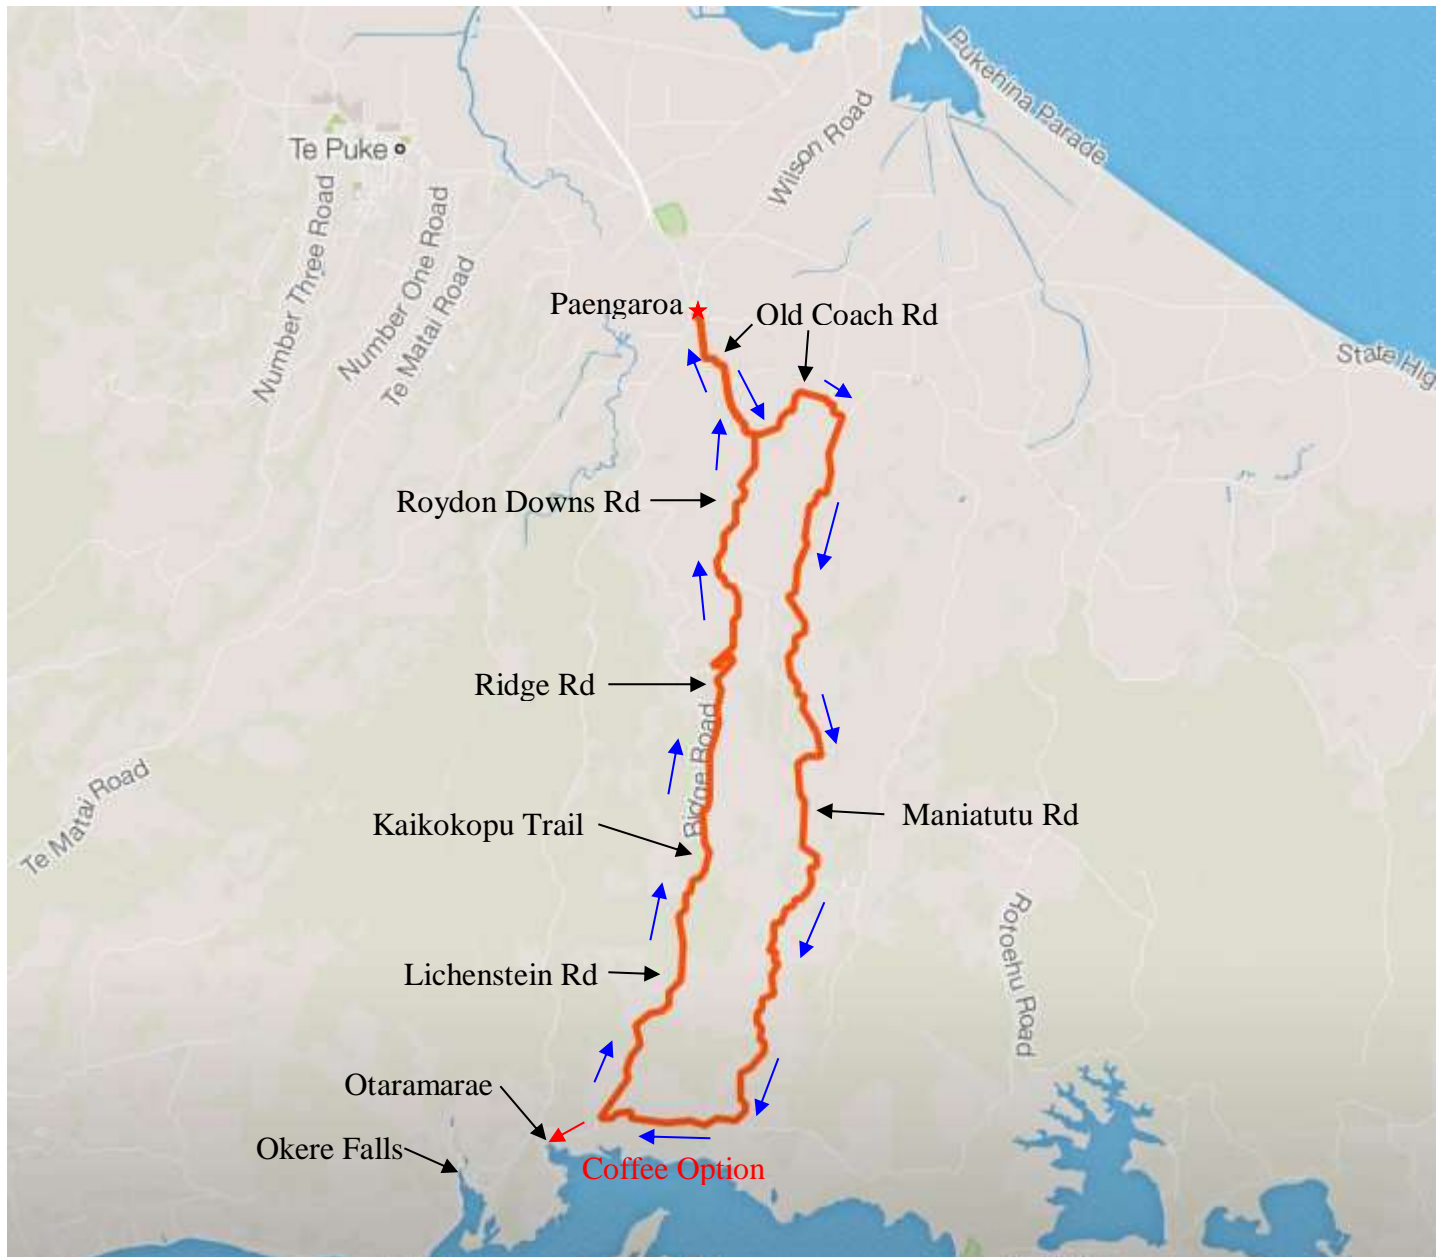 Pukehina Parade
Wilson Road
Te Puke
Number Three Road
Number One Road
Te Matai Road
Paengaroa
Old Coach Rd
State Hig
Roydon Downs Rd
Ridge Rd
Ridge Road
Te Matai Road
Kaikokopu Trail
Maniatutu Rd
Rotoehu Road
Lichenstein Rd
Otaramarae
Okere Falls
Coffee Option